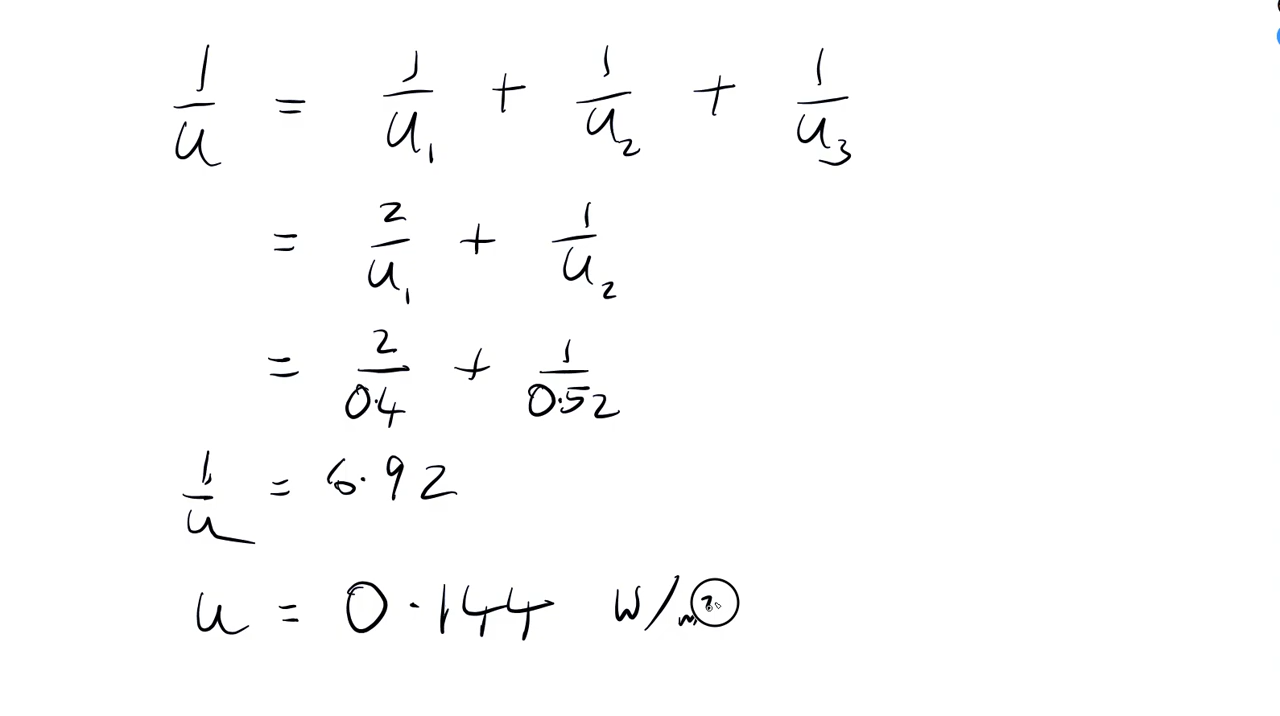 1/u = 1/u₁ + 1/u₂ + 1/u₃
= 2/u₁ + 1/u₂
= 2/0.4 + 1/0.52
1/u = 6.92
u = 0.144 W/m²